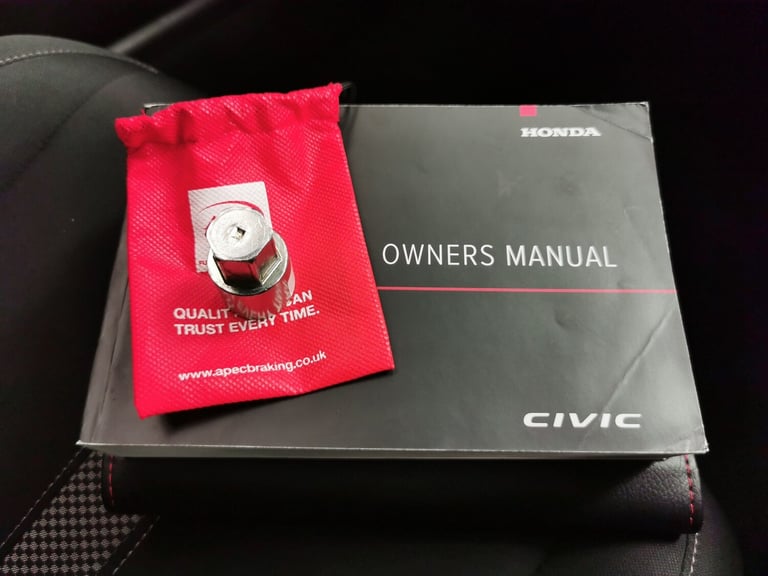 HONDA
OWNERS MANUAL
CIVIC
TRUST EVERY TIME.
www.apecbraking.co.uk